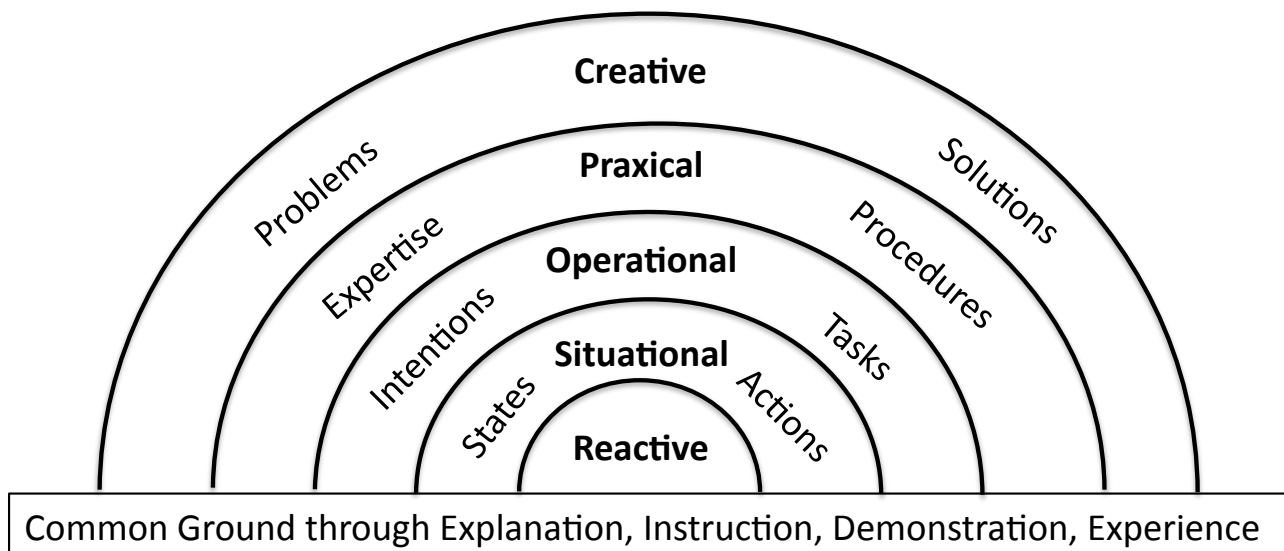 Creative
Problems
Solutions
Praxical
Expertise
Procedures
Operational
Intentions
Tasks
Situational
States
Actions
Reactive
Common Ground through Explanation, Instruction, Demonstration, Experience